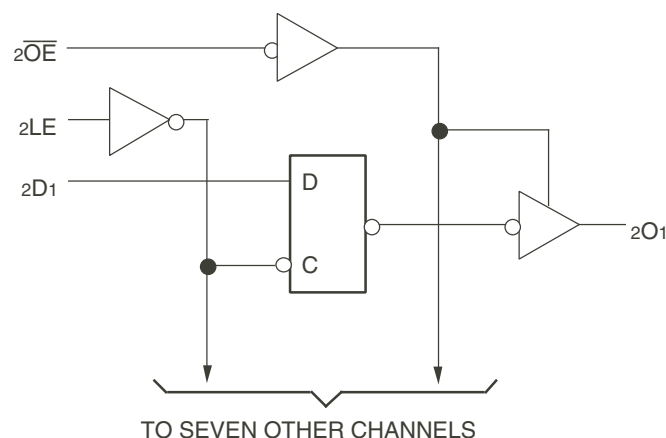 2OE
2LE
2D1
D
2O1
C
TO SEVEN OTHER CHANNELS